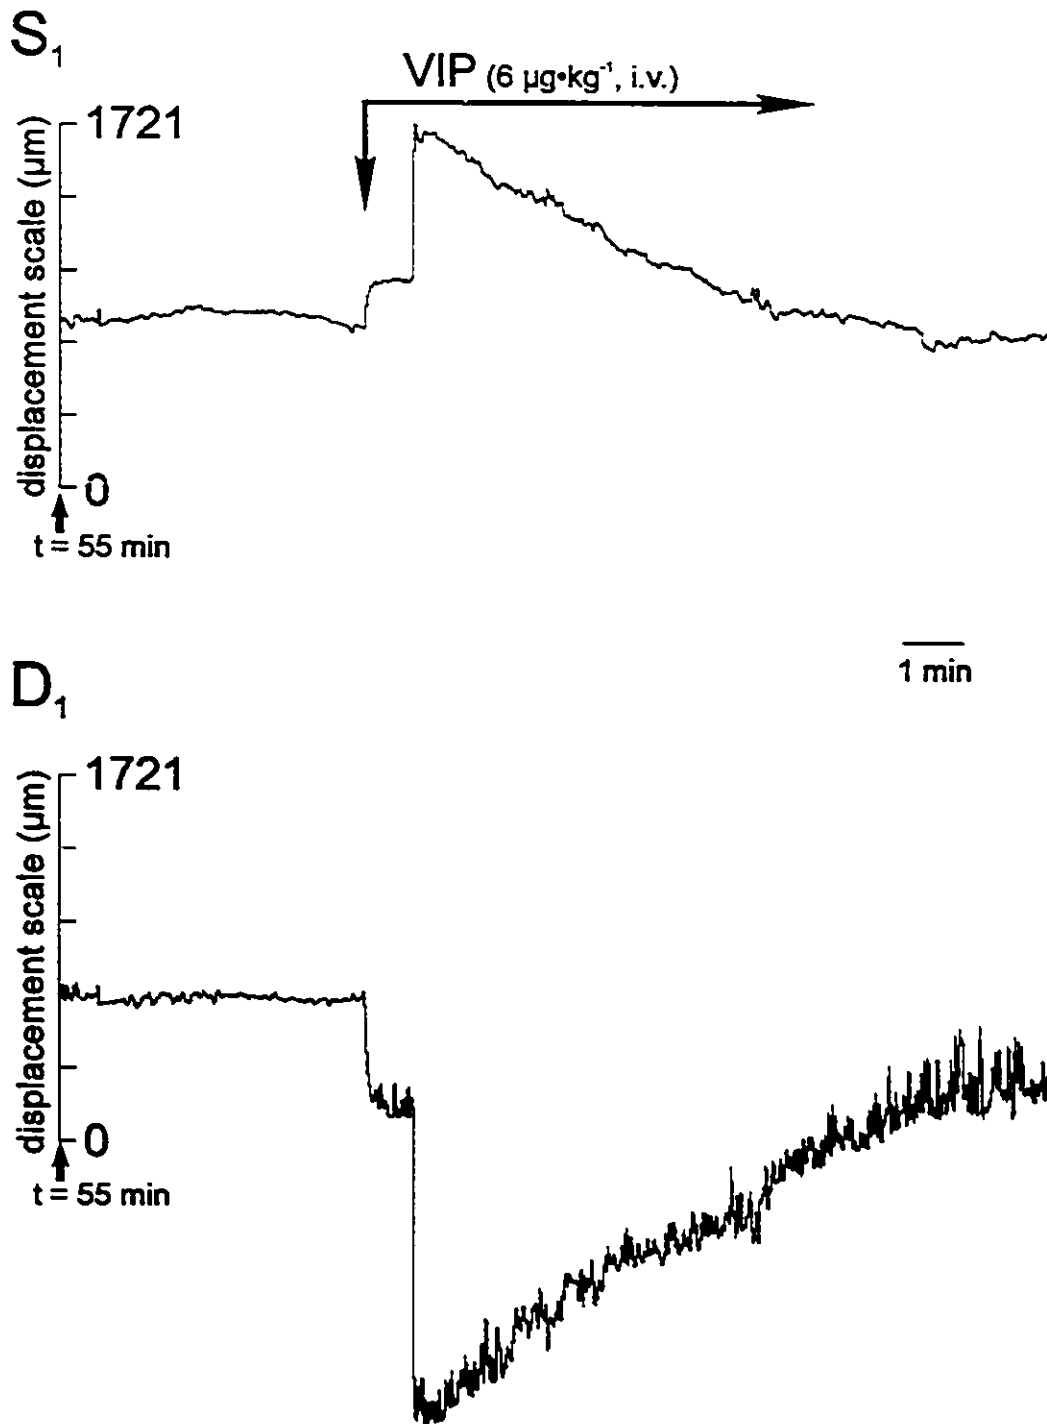 S₁
VIP (6 µg•kg⁻¹, i.v.)
1721
displacement scale (µm)
0
t = 55 min
1 min
D₁
1721
displacement scale (µm)
0
t = 55 min